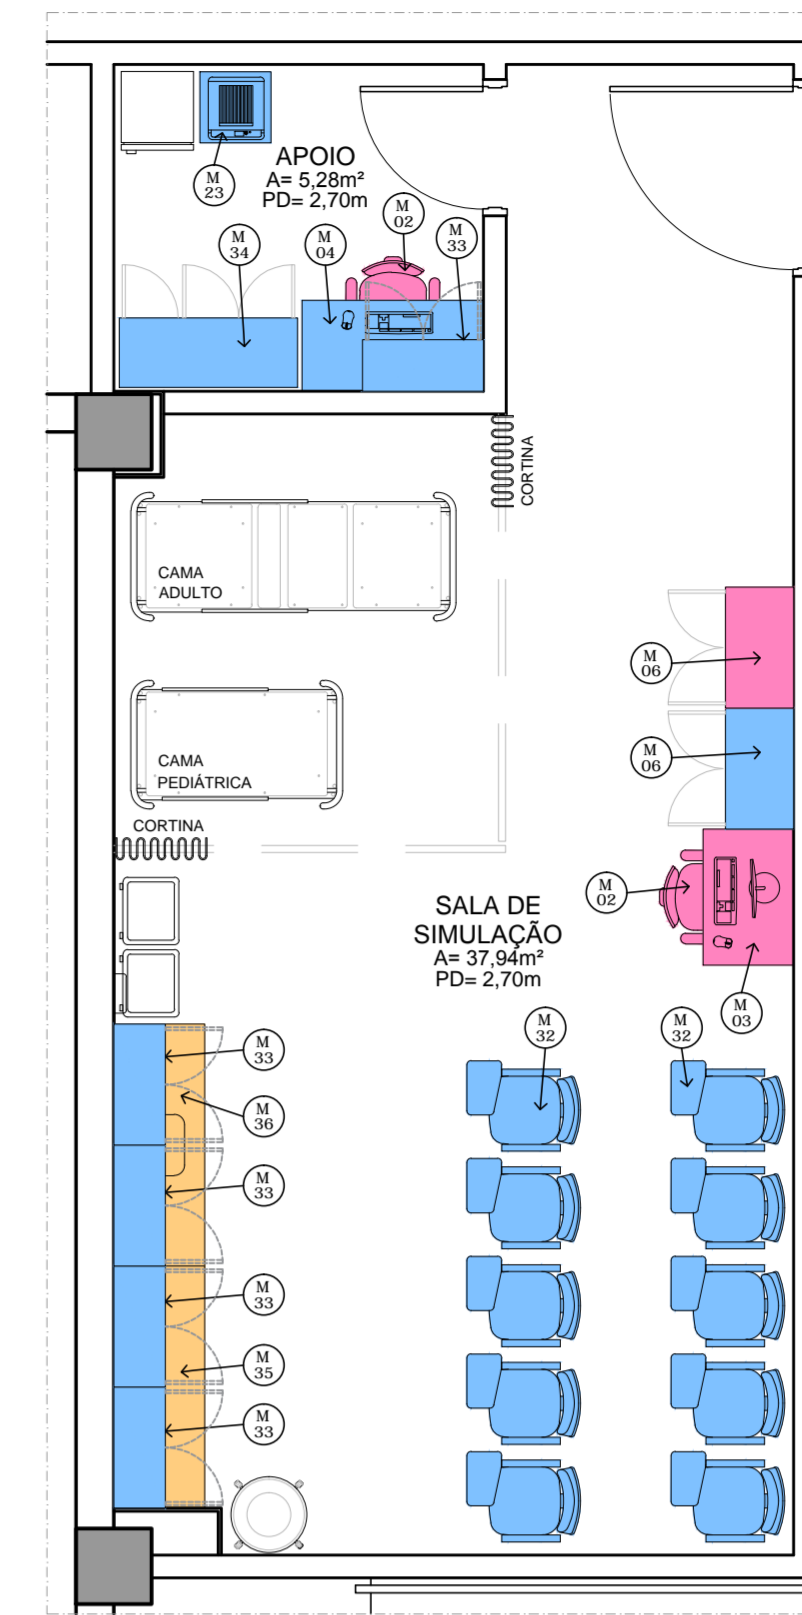 APOIO
A= 5,28m²
PD= 2,70m
M
23
M
02
M
34
M
04
M
33
CORTINA
CAMA
ADULTO
M
06
CAMA
PEDIÁTRICA
M
06
CORTINA
M
02
SALA DE
SIMULAÇÃO
A= 37,94m²
PD= 2,70m
M
03
M
33
M
32
M
32
M
36
M
33
M
33
M
35
M
33